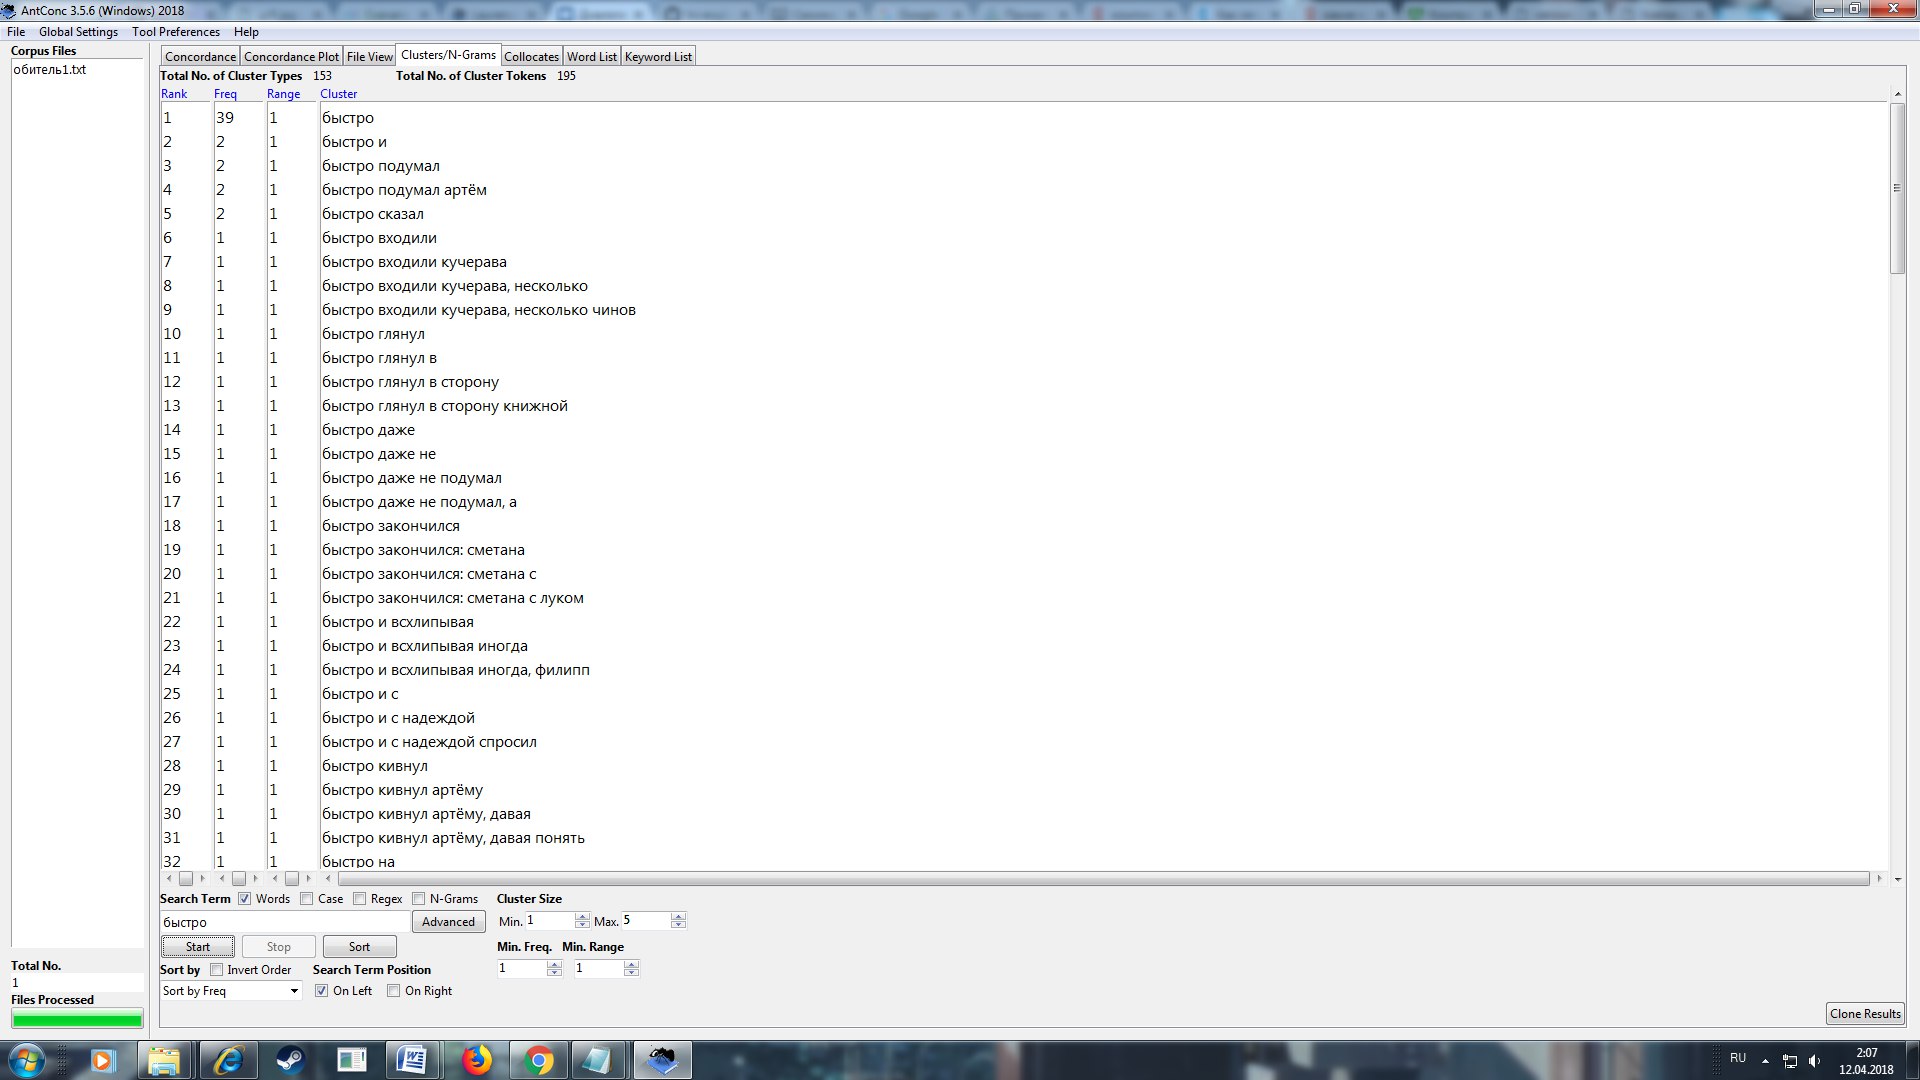 AntConc 3.5.6 (Windows) 2018
File Global Settings Tool Preferences Help
Corpus Files
обитель1.txt
Concordance Concordance Plot File View Clusters/N-Grams Collocates Word List Keyword List
Total No. of Cluster Types 153 Total No. of Cluster Tokens 195
Rank Freq Range Cluster
1 39 1 быстро
2 2 1 быстро и
3 2 1 быстро подумал
4 2 1 быстро подумал артём
5 2 1 быстро сказал
6 1 1 быстро входили
7 1 1 быстро входили кучерава
8 1 1 быстро входили кучерава, несколько
9 1 1 быстро входили кучерава, несколько чинов
10 1 1 быстро глянул
11 1 1 быстро глянул в
12 1 1 быстро глянул в сторону
13 1 1 быстро глянул в сторону книжной
14 1 1 быстро даже
15 1 1 быстро даже не
16 1 1 быстро даже не подумал
17 1 1 быстро даже не подумал, а
18 1 1 быстро закончился
19 1 1 быстро закончился: сметана
20 1 1 быстро закончился: сметана с
21 1 1 быстро закончился: сметана с луком
22 1 1 быстро и всхлипывая
23 1 1 быстро и всхлипывая иногда
24 1 1 быстро и всхлипывая иногда, филипп
25 1 1 быстро и с
26 1 1 быстро и с надеждой
27 1 1 быстро и с надеждой спросил
28 1 1 быстро кивнул
29 1 1 быстро кивнул артёму
30 1 1 быстро кивнул артёму, давая
31 1 1 быстро кивнул артёму, давая понять
32 1 1 быстро на
Search Term Words Case Regex N-Grams Cluster Size
быстро Advanced Min. 1 Max. 5
Start Stop Sort Min. Freq. Min. Range
Total No. Sort by Invert Order Search Term Position 1 1
1 Sort by Freq On Left On Right
Files Processed
Clone Results
RU 2:07
12.04.2018